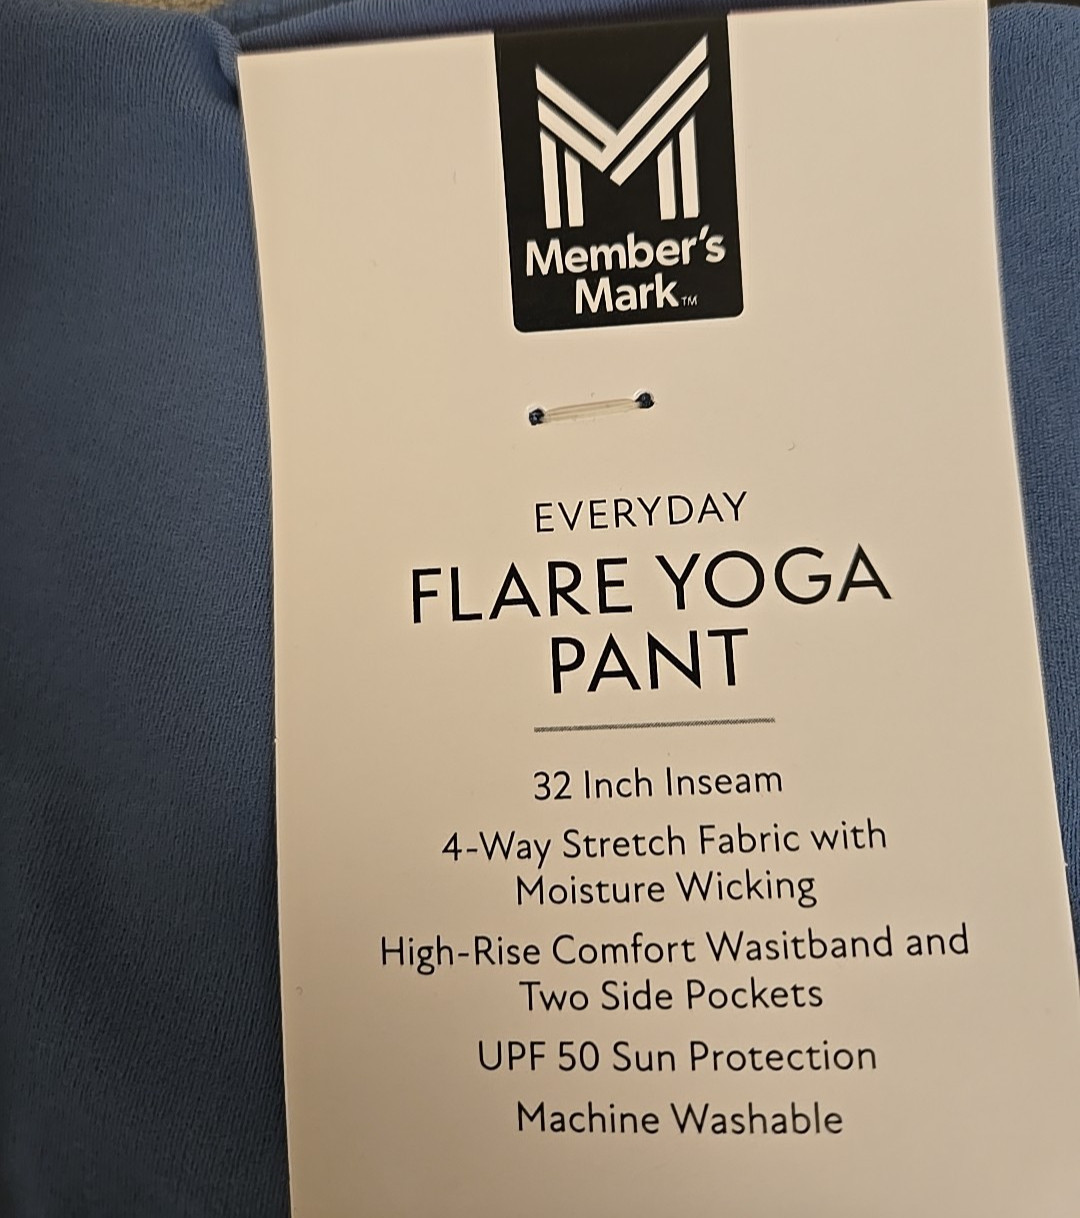 Member's
Mark™
EVERYDAY
FLARE YOGA
PANT
32 Inch Inseam
4-Way Stretch Fabric with
Moisture Wicking
High-Rise Comfort Wasitband and
Two Side Pockets
UPF 50 Sun Protection
Machine Washable